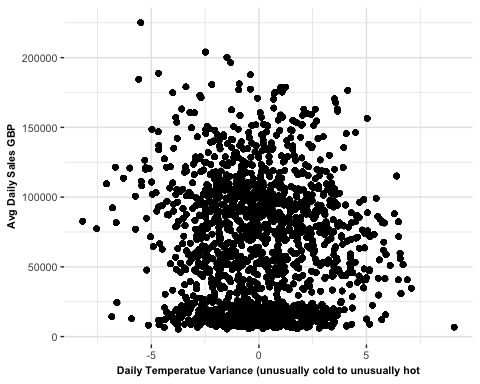 200000
150000
100000
50000
0
Avg Daily Sales GBP
-5 0 5
Daily Temperatue Variance (unusually cold to unusually hot